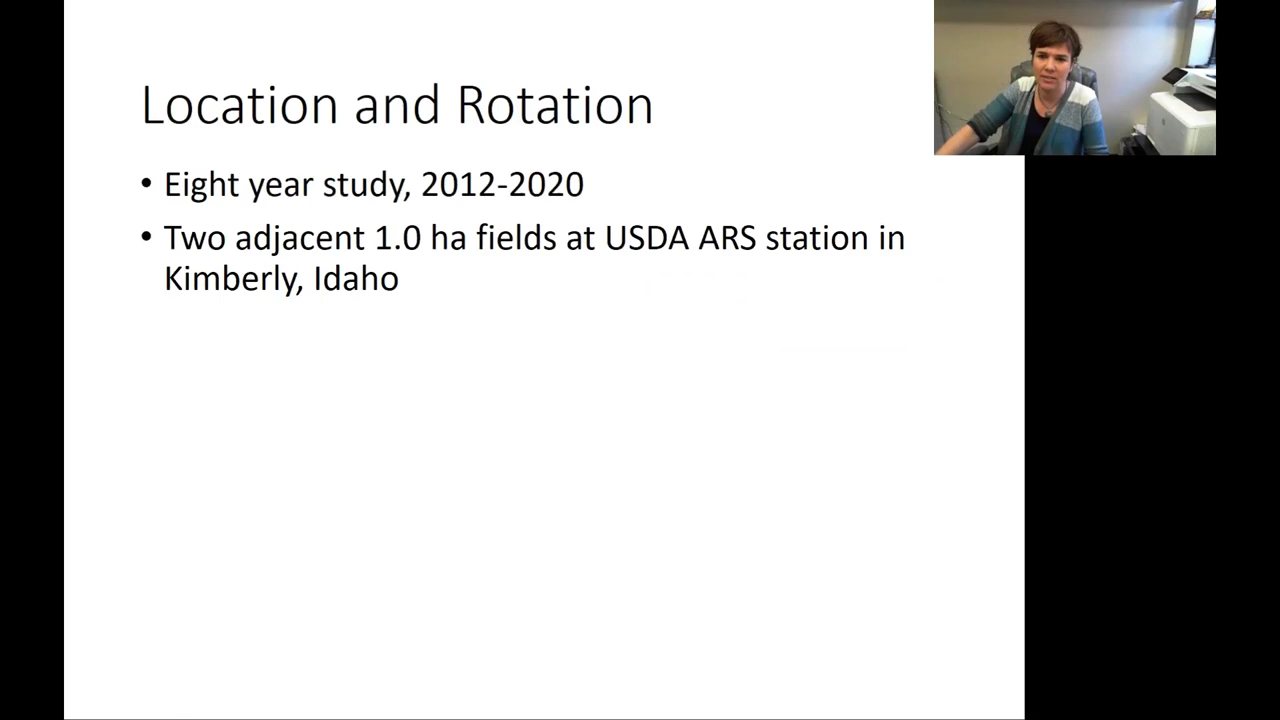 Location and Rotation
• Eight year study, 2012-2020
• Two adjacent 1.0 ha fields at USDA ARS station in
Kimberly, Idaho